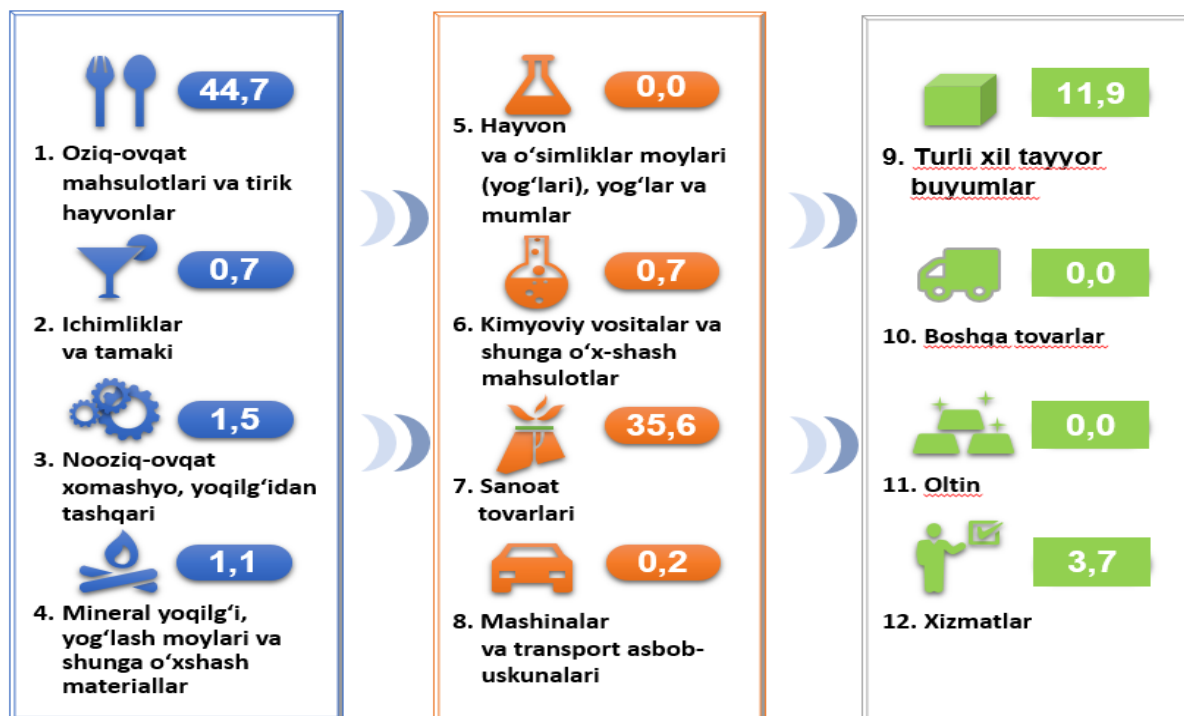 44,7
1. Oziq-ovqat
mahsulotlari va tirik
hayvonlar
0,7
2. Ichimliklar
va tamaki
1,5
3. Nooziq-ovqat
xomashyo, yoqilg‘idan
tashqari
1,1
4. Mineral yoqilg‘i,
yog‘lash moylari va
shunga o‘xshash
materiallar
0,0
5. Hayvon
va o‘simliklar moylari
(yog‘lari), yog‘lar va
mumlar
0,7
6. Kimyoviy vositalar va
shunga o‘x-shash
mahsulotlar
35,6
7. Sanoat
tovarlari
0,2
8. Mashinalar
va transport asbob-
uskunalari
11,9
9. Turli xil tayyor
buyumlar
0,0
10. Boshqa tovarlar
0,0
11. Oltin
3,7
12. Xizmatlar